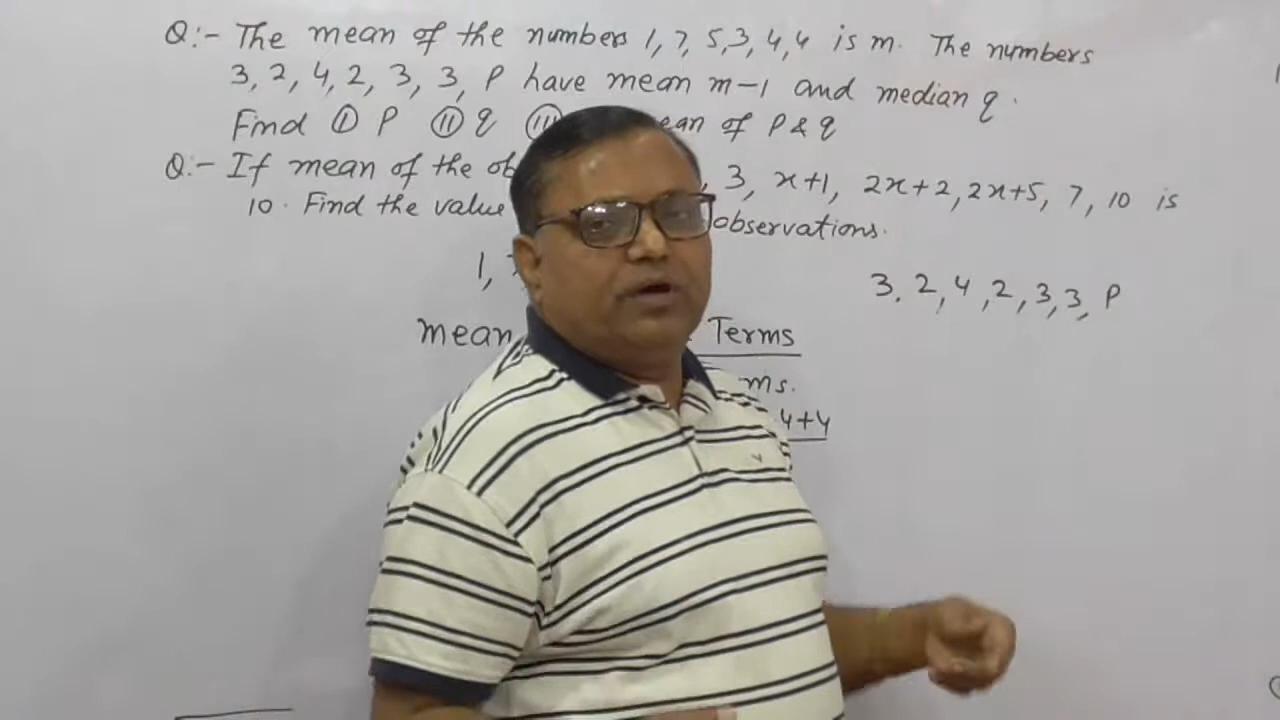 Q:- The mean of the numbers 1, 7, 5, 3, 4, 4 is m. The numbers
3, 2, 4, 2, 3, 3, P have mean m-1 and median q.
Find (I) P (II) q (III) ean of P & q
Q:- If mean of the ob , 3, x+1, 2x+2, 2x+5, 7, 10 is
10. Find the value observations.
1,
3, 2, 4, 2, 3, 3, P
mean Terms
ms.
4+4